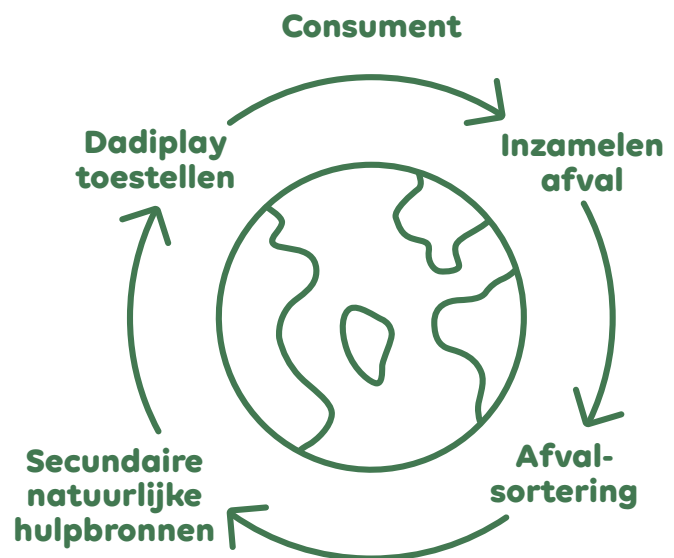 Consument
Inzamelen
afval
Afval-
sortering
Secundaire
natuurlijke
hulpbronnen
Dadiplay
toestellen